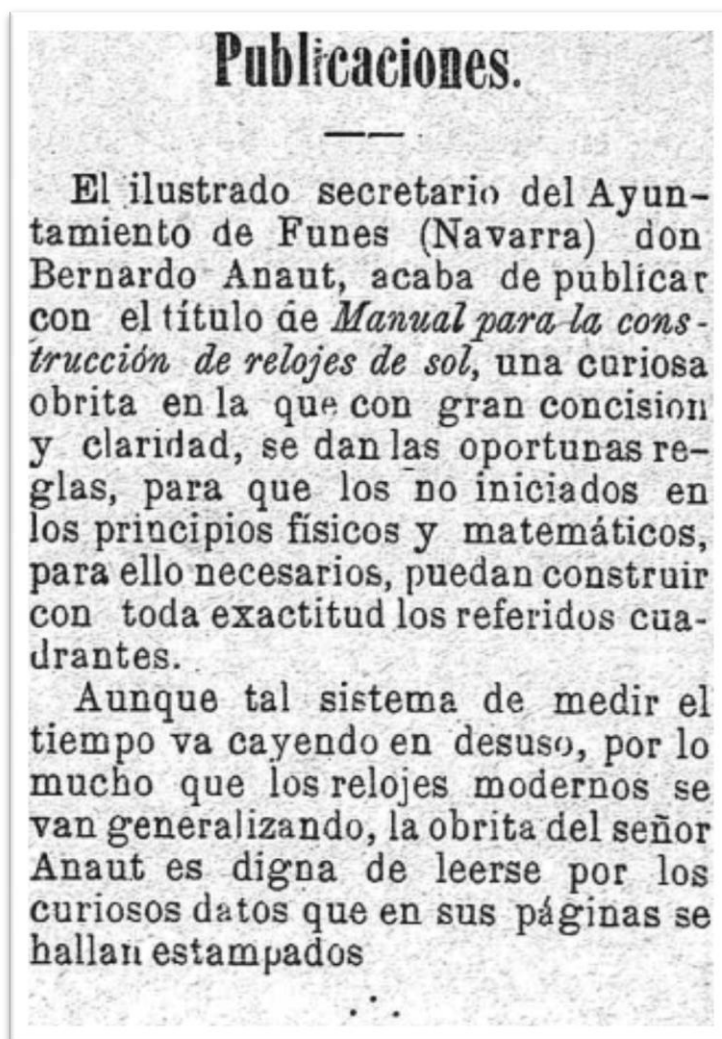 Publicaciones.
El ilustrado secretario del Ayun-
tamiento de Funes (Navarra) don
Bernardo Anaut, acaba de publicar
con el título de Manual para la cons-
trucción de relojes de sol, una curiosa
obrita en la que con gran concision
y claridad, se dan las oportunas re-
glas, para que los no iniciados en
los principios físicos y matemáticos,
para ello necesarios, puedan construir
con toda exactitud los referidos cua-
drantes.
Aunque tal sistema de medir el
tiempo va cayendo en desuso, por lo
mucho que los relojes modernos se
van generalizando, la obrita del señor
Anaut es digna de leerse por los
curiosos datos que en sus páginas se
hallan estampados